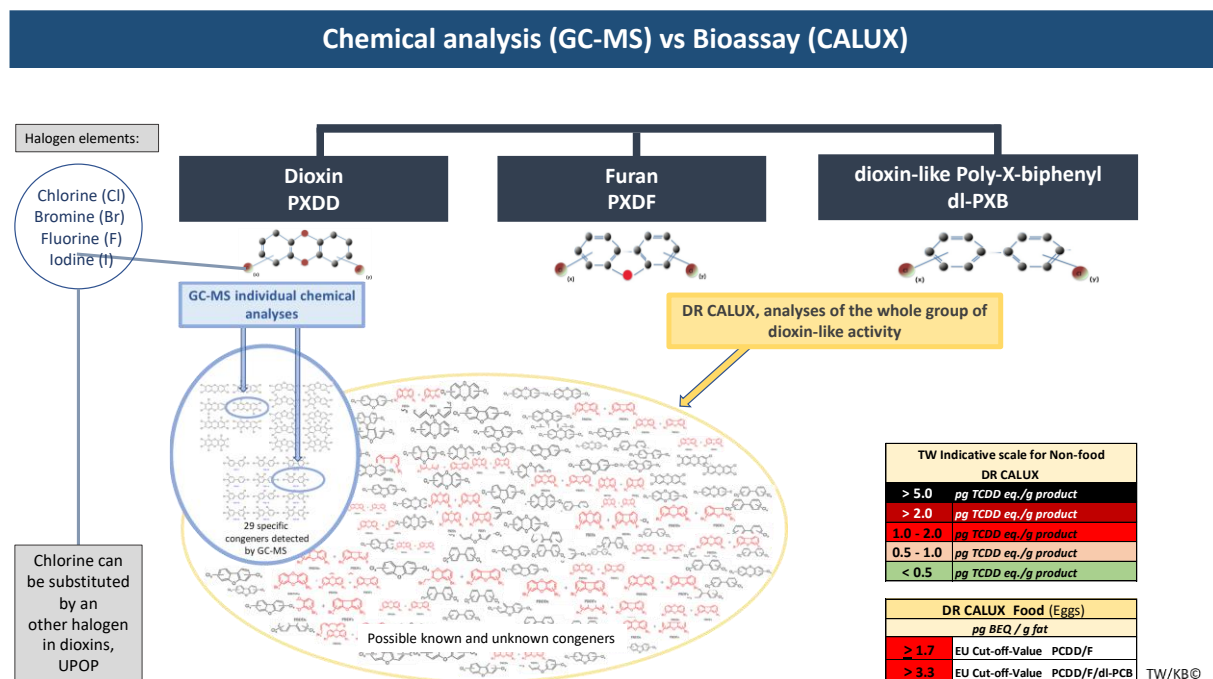 Chemical analysis (GC-MS) vs Bioassay (CALUX)
Halogen elements:
Chlorine (Cl)
Bromine (Br)
Fluorine (F)
Iodine (I)
Dioxin
PXDD
Furan
PXDF
dioxin-like Poly-X-biphenyl
dl-PXB
(x)
(y)
(x)
(y)
GC-MS individual chemical
analyses
DR CALUX, analyses of the whole group of
dioxin-like activity
29 specific
congeners detected
by GC-MS
Possible known and unknown congeners
Chlorine can
be substituted
by an
other halogen
in dioxins,
UPOP
TW Indicative scale for Non-food
DR CALUX
> 5.0 pg TCDD eq./g product
> 2.0 pg TCDD eq./g product
1.0 - 2.0 pg TCDD eq./g product
0.5 - 1.0 pg TCDD eq./g product
< 0.5 pg TCDD eq./g product
DR CALUX Food (Eggs)
pg BEQ / g fat
≥ 1.7 EU Cut-off-Value PCDD/F
≥ 3.3 EU Cut-off-Value PCDD/F/dl-PCB
TW/KB©